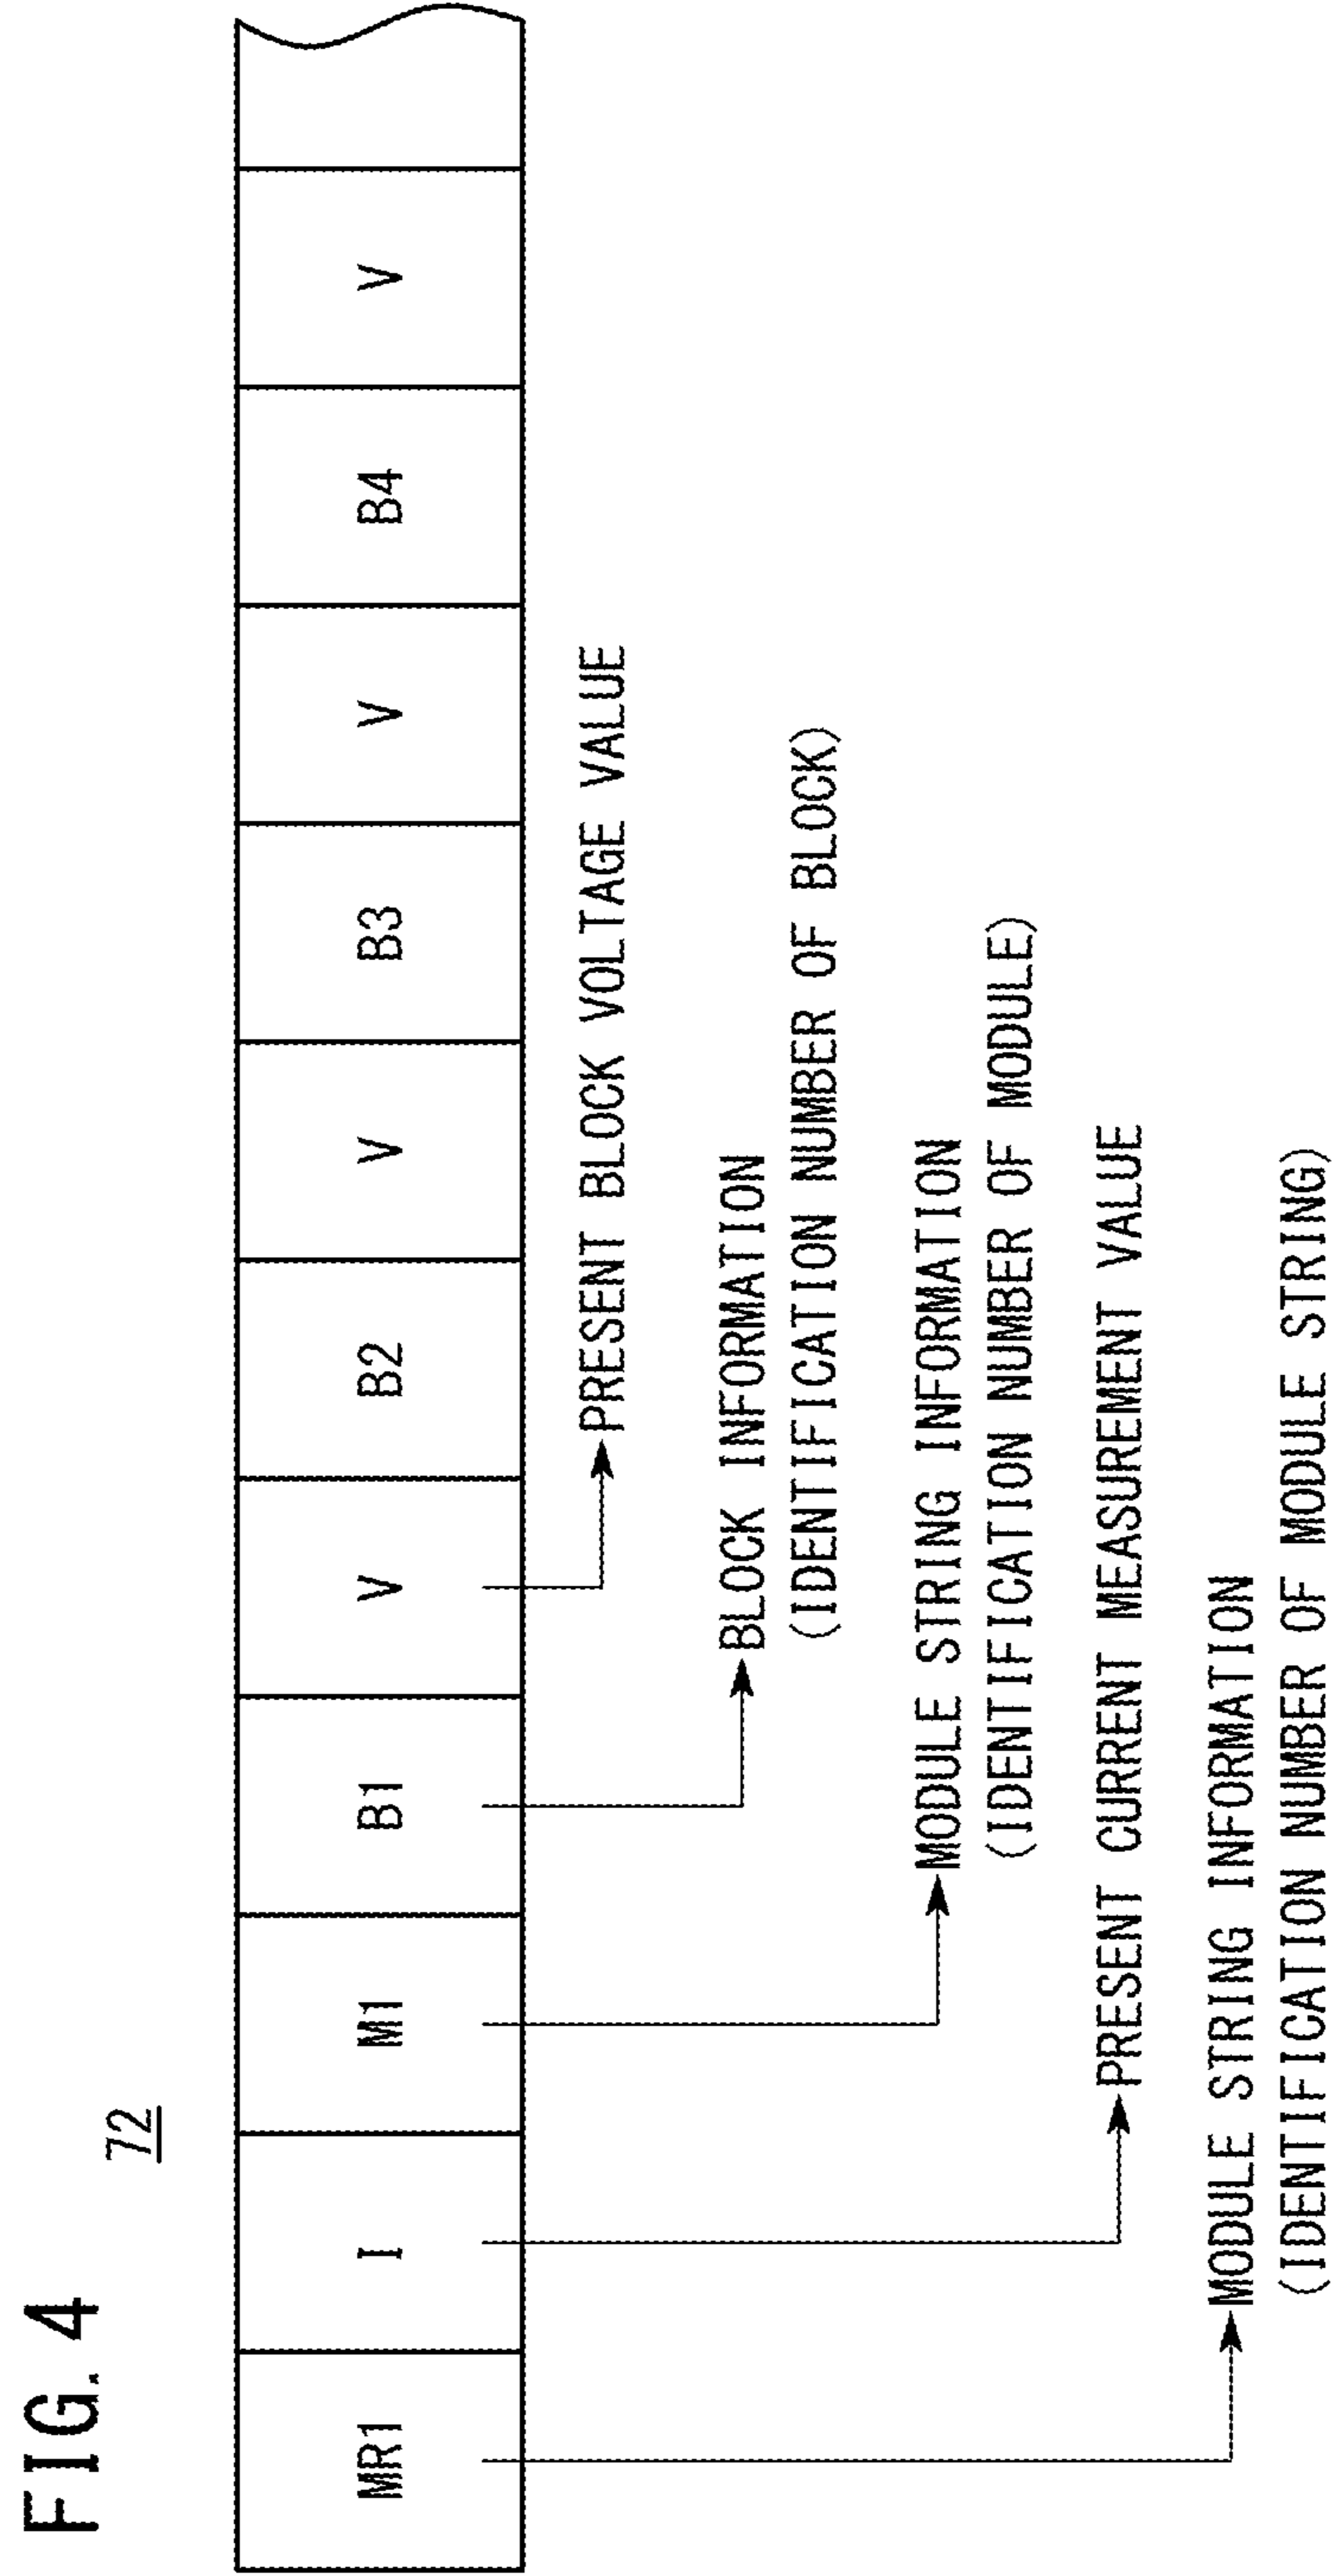 FIG. 4
72
MR1 I M1 B1 V B2 V B3 V B4 V
PRESENT BLOCK VOLTAGE VALUE
BLOCK INFORMATION
(IDENTIFICATION NUMBER OF BLOCK)
MODULE STRING INFORMATION
(IDENTIFICATION NUMBER OF MODULE)
PRESENT CURRENT MEASUREMENT VALUE
MODULE STRING INFORMATION
(IDENTIFICATION NUMBER OF MODULE STRING)